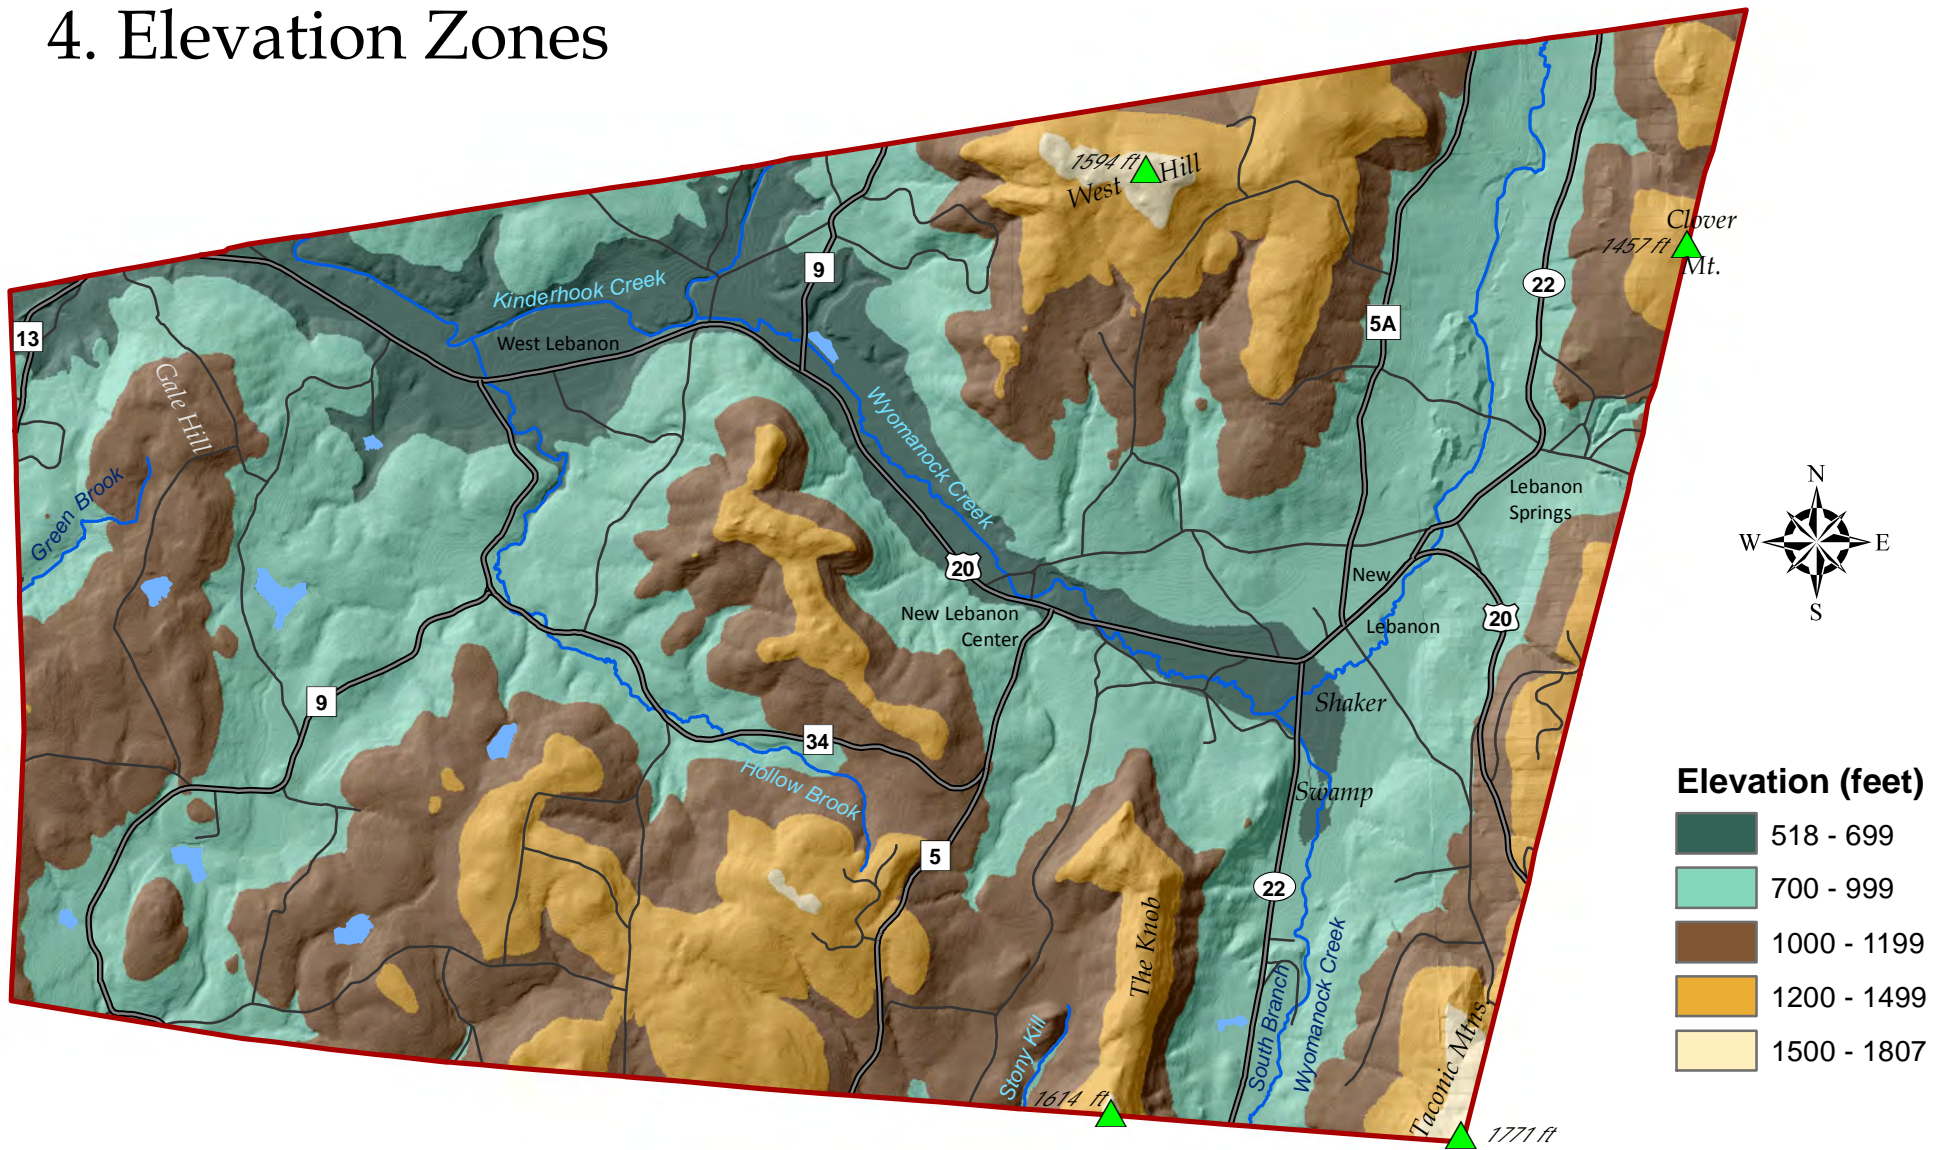 4. Elevation Zones
1594 ft
West Hill
Clover
1457 ft
Mt.
9
22
Kinderhook Creek
13
5A
West Lebanon
Gale Hill
Wyomanock Creek
Green Brook
Lebanon
Springs
N
W E
S
20
New
New Lebanon
Center
Lebanon
20
9
Shaker
34
Hollow Brook
Swamp
5
22
The Knob
South Branch
Wyomanock Creek
Stony Kill
1614 ft
Taconic Mtns.
1771 ft
Elevation (feet)
518 - 699
700 - 999
1000 - 1199
1200 - 1499
1500 - 1807